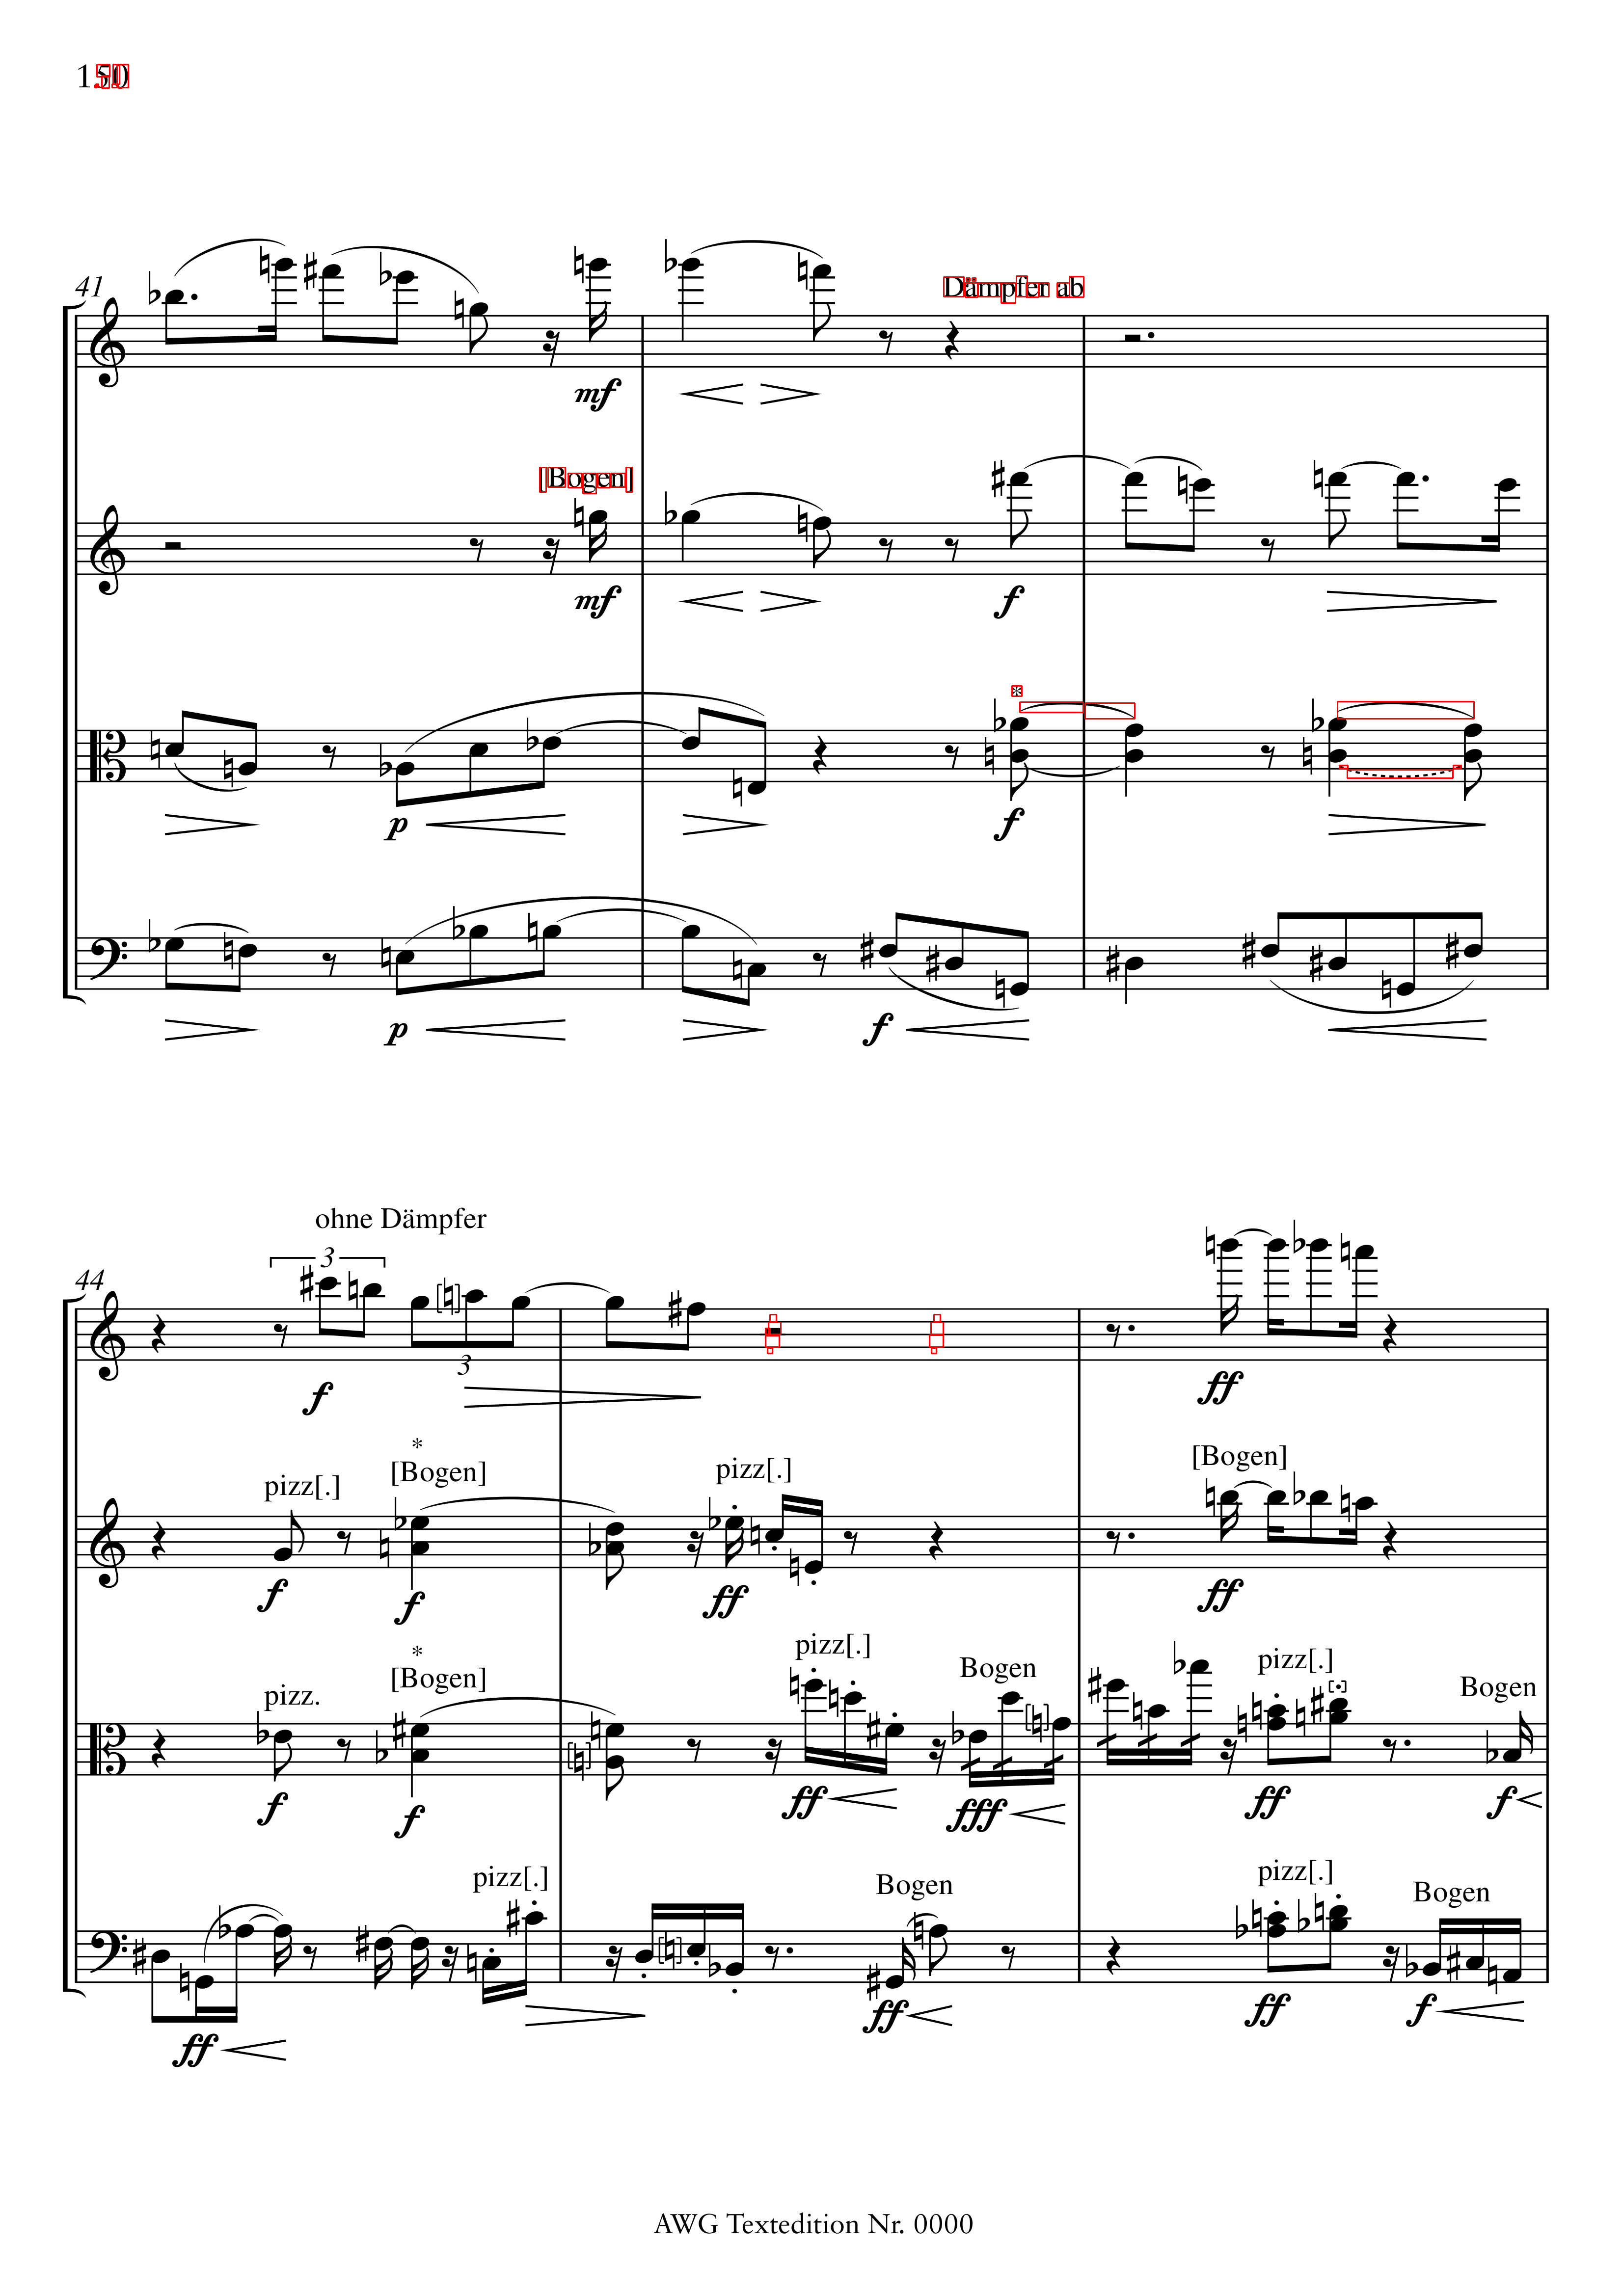 150
41
Dämpfer ab
mf
[Bogen]
mf
f
*
p
f
p
f
44
ohne Dämpfer
3
3
f
ff
*
pizz[.] [Bogen] pizz[.] [Bogen]
f f ff ff
*
pizz. [Bogen] pizz[.] Bogen pizz[.] Bogen
f f ff fff ff f
pizz[.] Bogen pizz[.] Bogen
ff ff ff f
AWG Textedition Nr. 0000